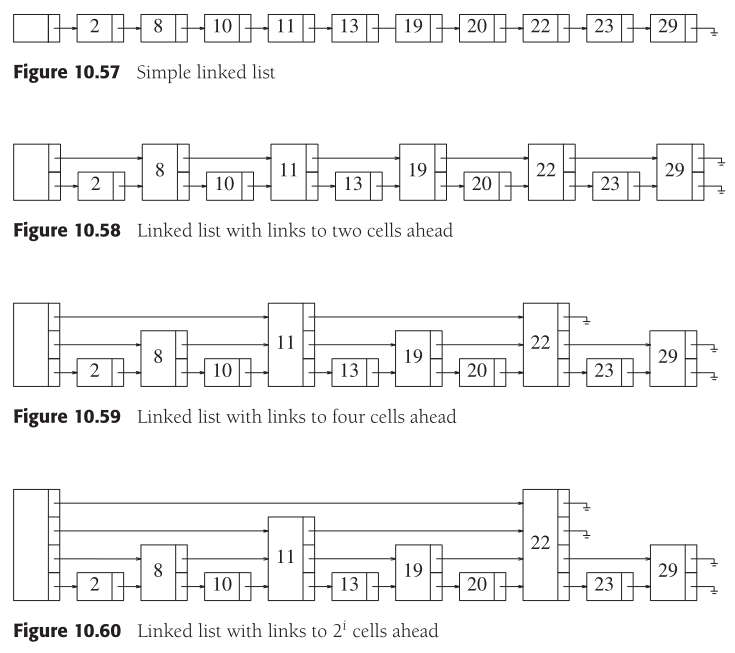 2 8 10 11 13 19 20 22 23 29
Figure 10.57 Simple linked list
8 11 19 22 29
2 10 13 20 23
Figure 10.58 Linked list with links to two cells ahead
11 22
8 19 29
2 10 13 20 23
Figure 10.59 Linked list with links to four cells ahead
22
11
8 19 29
2 10 13 20 23
Figure 10.60 Linked list with links to 2ⁱ cells ahead